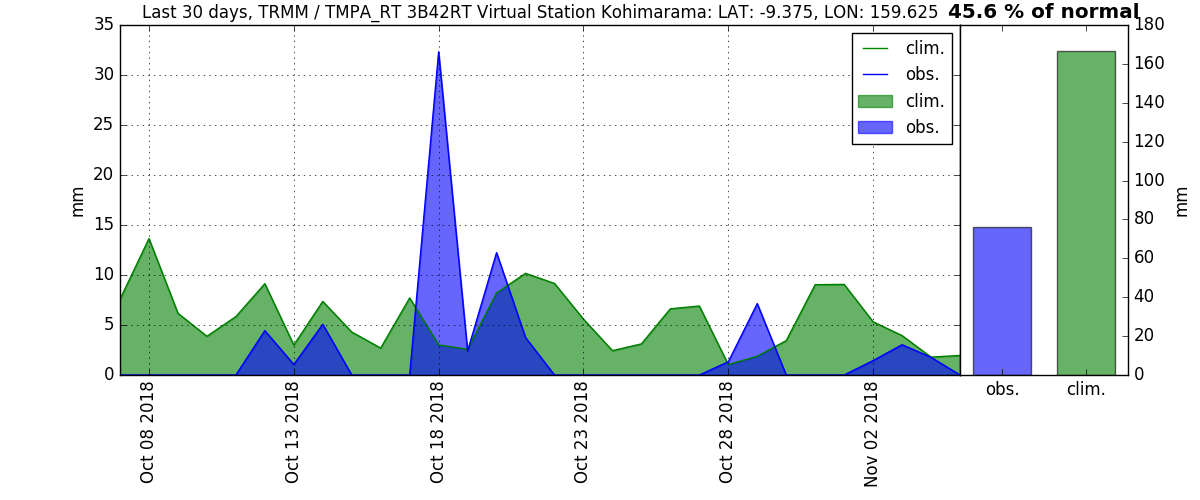 Last 30 days, TRMM / TMPA_RT 3B42RT Virtual Station Kohimarama: LAT: -9.375, LON: 159.625
45.6 % of normal
35
30
25
20
15
10
5
0
mm
clim.
obs.
clim.
obs.
Oct 08 2018
Oct 13 2018
Oct 18 2018
Oct 23 2018
Oct 28 2018
Nov 02 2018
180
160
140
120
100
80
60
40
20
0
mm
obs.
clim.